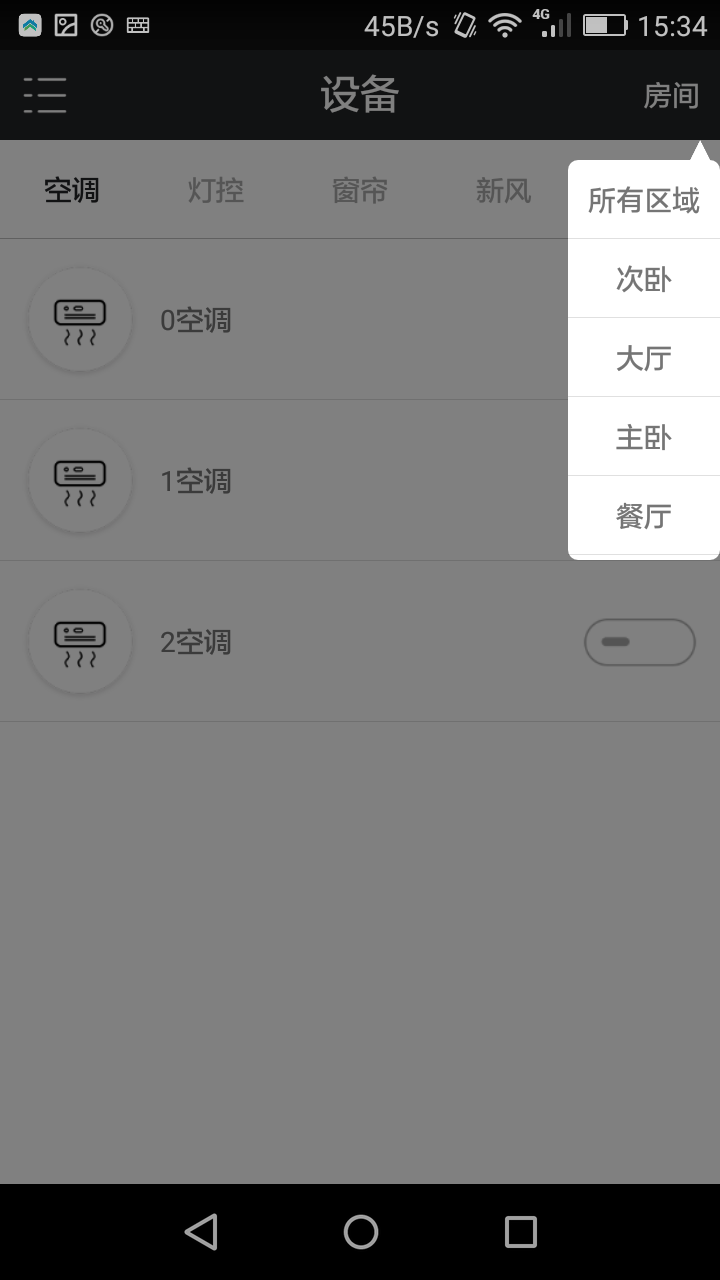 45B/s 4G 15:34
设备 房间
空调 灯控 窗帘 新风
所有区域
次卧
0空调
大厅
主卧
1空调
餐厅
2空调